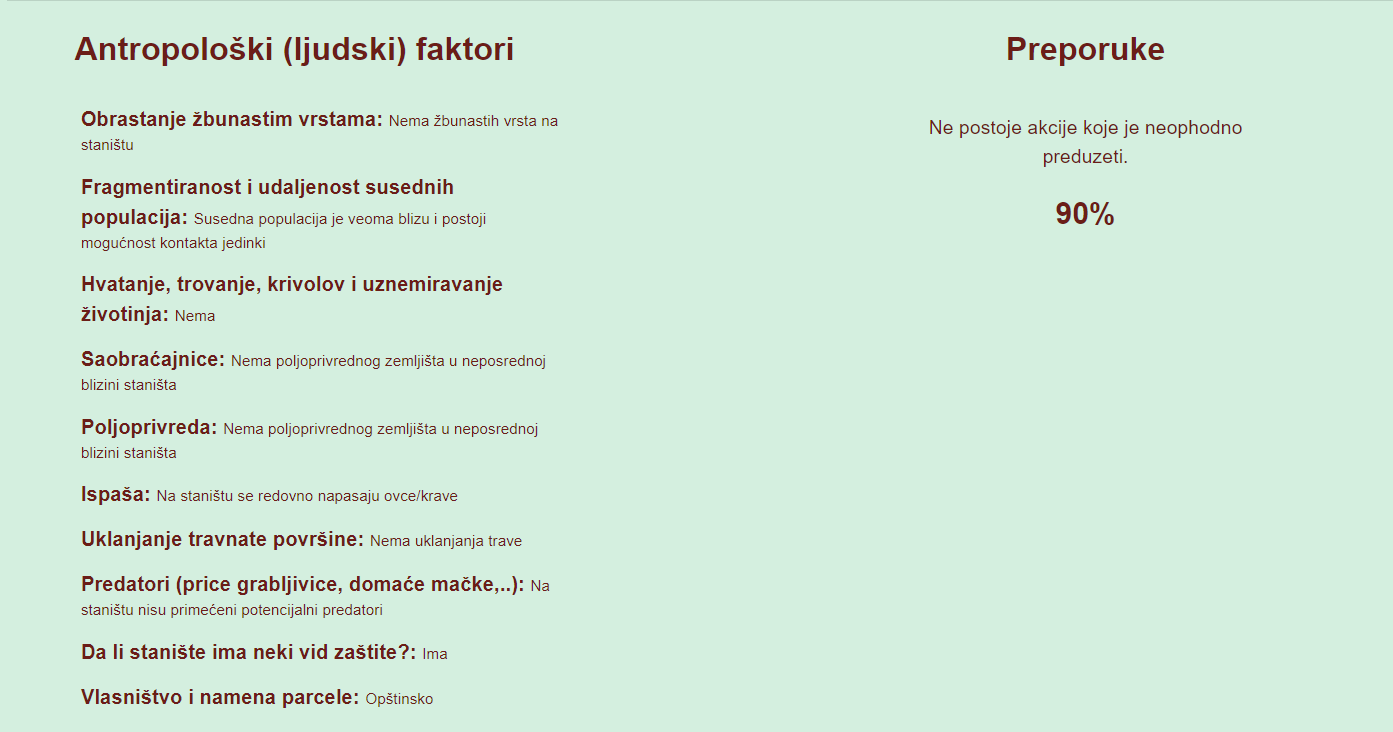 Antropološki (ljudski) faktori
Obrastanje žbunastim vrstama: Nema žbunastih vrsta na
staništu
Fragmentiranost i udaljenost susednih
populacija: Susedna populacija je veoma blizu i postoji
mogućnost kontakta jedinki
Hvatanje, trovanje, krivolov i uznemiravanje
životinja: Nema
Saobraćajnice: Nema poljoprivrednog zemljišta u neposrednoj
blizini staništa
Poljoprivreda: Nema poljoprivrednog zemljišta u neposrednoj
blizini staništa
Ispaša: Na staništu se redovno napasaju ovce/krave
Uklanjanje travnate površine: Nema uklanjanja trave
Predatori (price grabljivice, domaće mačke,..): Na
staništu nisu primećeni potencijalni predatori
Da li stanište ima neki vid zaštite?: Ima
Vlasništvo i namena parcele: Opštinsko
Preporuke
Ne postoje akcije koje je neophodno
preduzeti.
90%